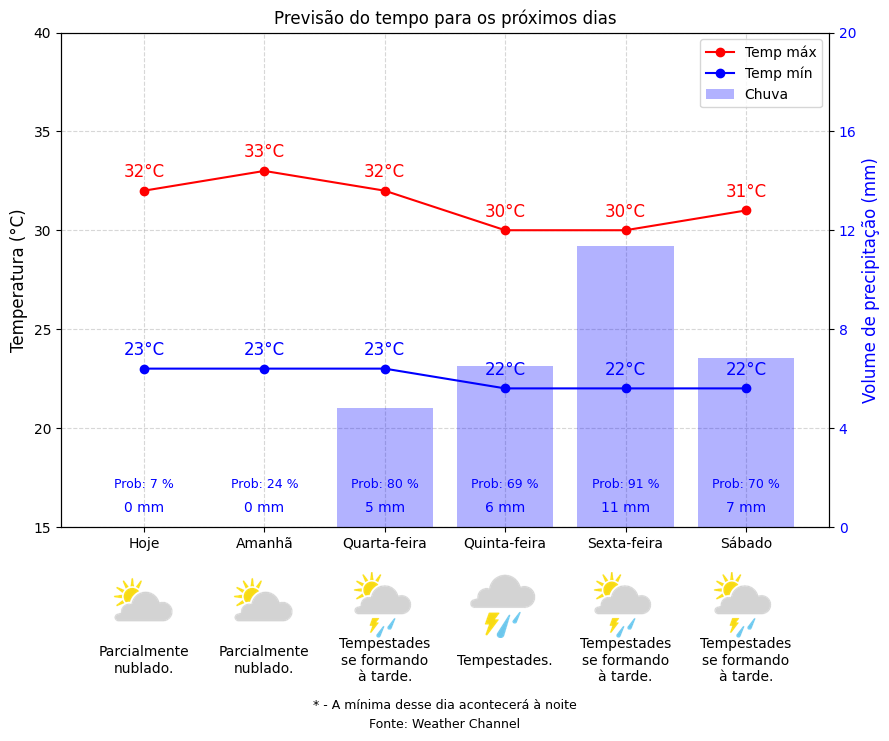 Previsão do tempo para os próximos dias
40
35
30
25
20
15
Temperatura (°C)
20
16
12
8
4
0
Volume de precipitação (mm)
Temp máx
Temp mín
Chuva
32°C 33°C 32°C 30°C 30°C 31°C
23°C 23°C 23°C 22°C 22°C 22°C
Prob: 7 % Prob: 24 % Prob: 80 % Prob: 69 % Prob: 91 % Prob: 70 %
0 mm 0 mm 5 mm 6 mm 11 mm 7 mm
Hoje Amanhã Quarta-feira Quinta-feira Sexta-feira Sábado
Parcialmente
nublado.
Parcialmente
nublado.
Tempestades
se formando
à tarde.
Tempestades.
Tempestades
se formando
à tarde.
Tempestades
se formando
à tarde.
* - A mínima desse dia acontecerá à noite
Fonte: Weather Channel